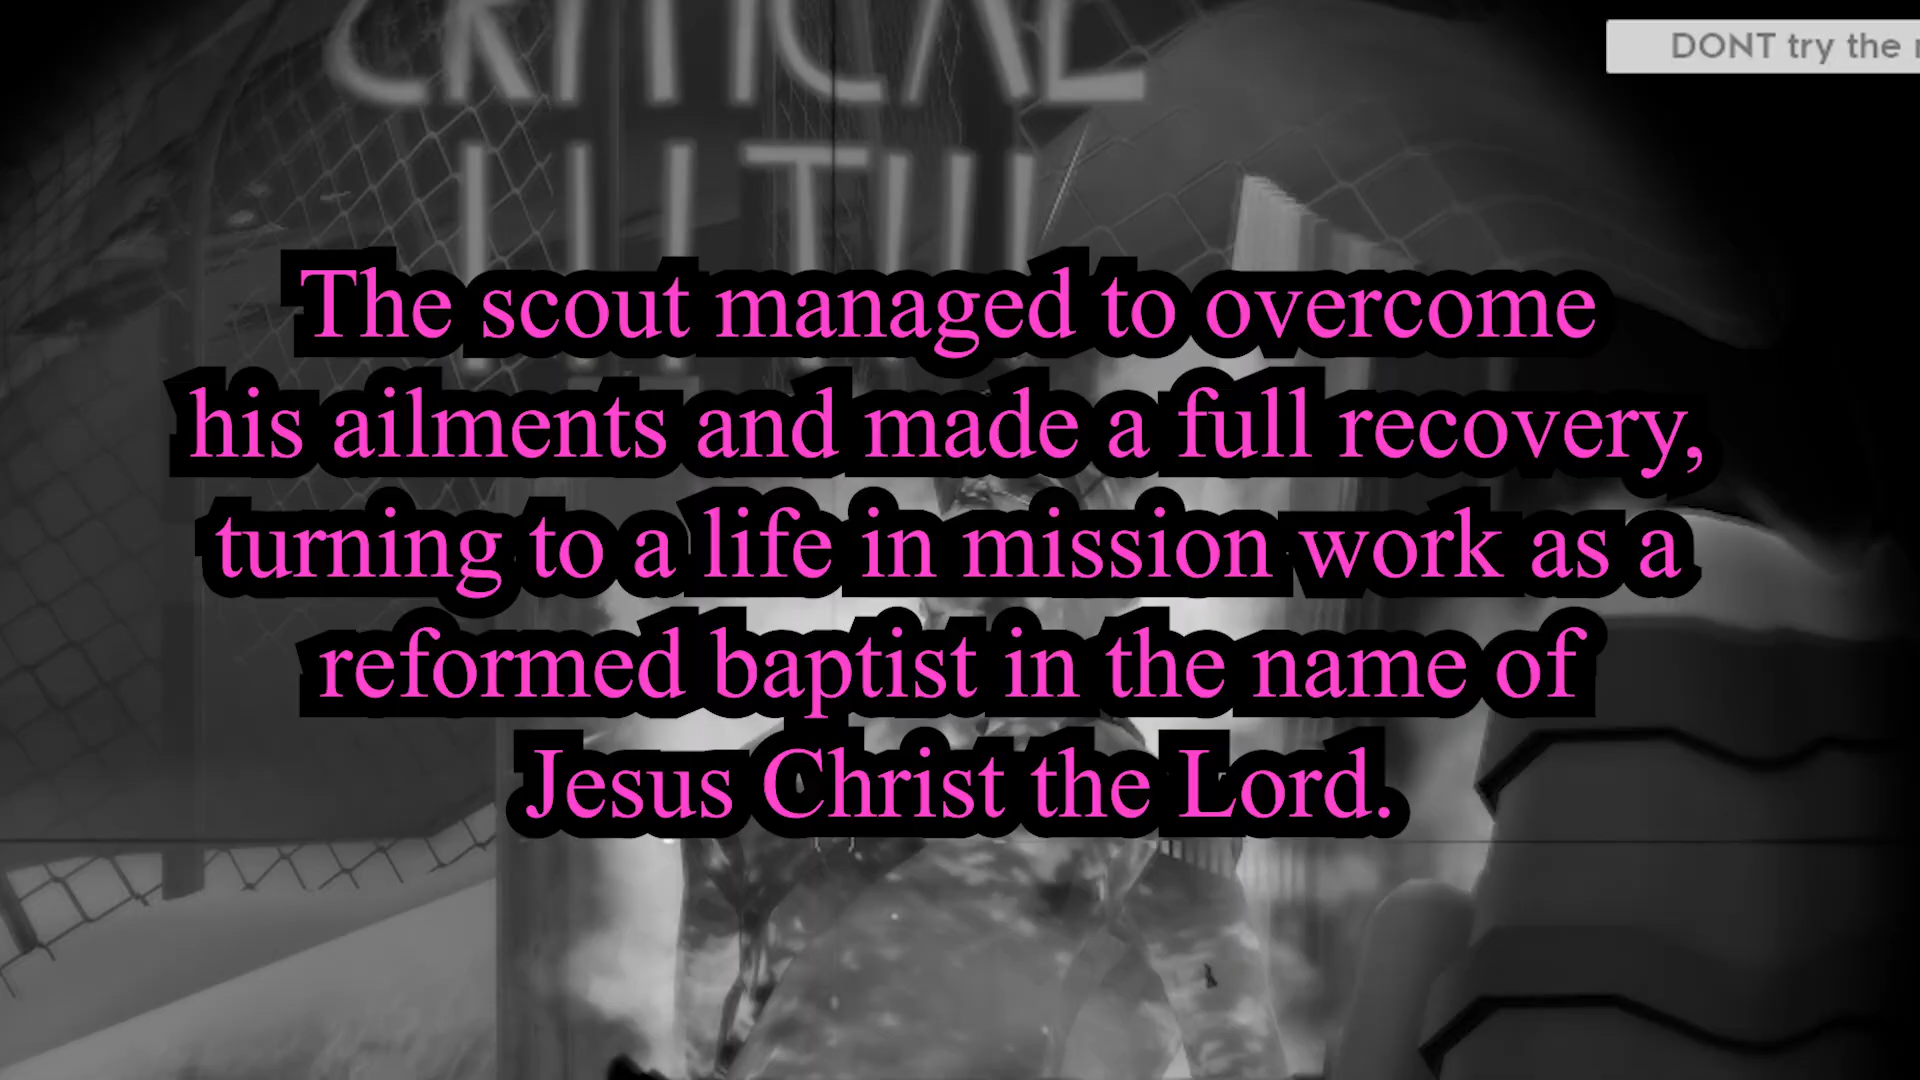 CRITICAL
DONT try the
The scout managed to overcome
his ailments and made a full recovery,
turning to a life in mission work as a
reformed baptist in the name of
Jesus Christ the Lord.